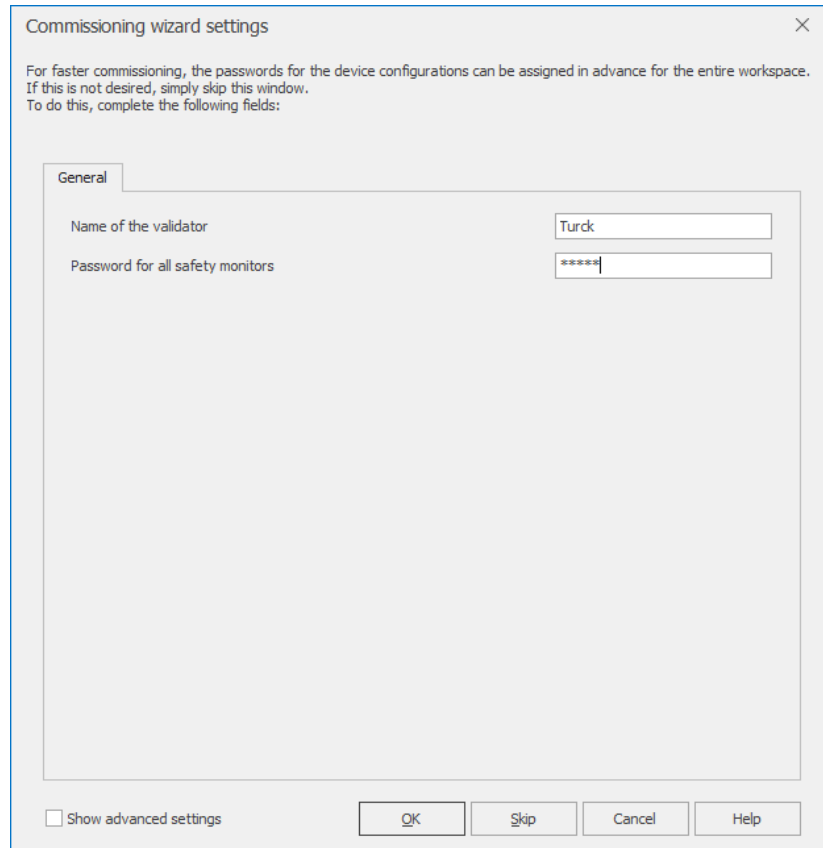 Commissioning wizard settings
For faster commissioning, the passwords for the device configurations can be assigned in advance for the entire workspace.
If this is not desired, simply skip this window.
To do this, complete the following fields:
General
Name of the validator Turck
Password for all safety monitors *****
Show advanced settings OK Skip Cancel Help